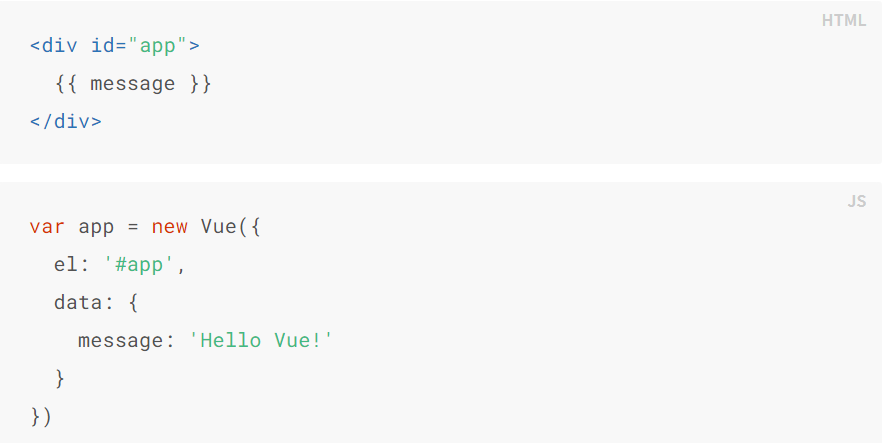 HTML
<div id="app">
  {{ message }}
</div>
JS
var app = new Vue({
  el: '#app',
  data: {
    message: 'Hello Vue!'
  }
})